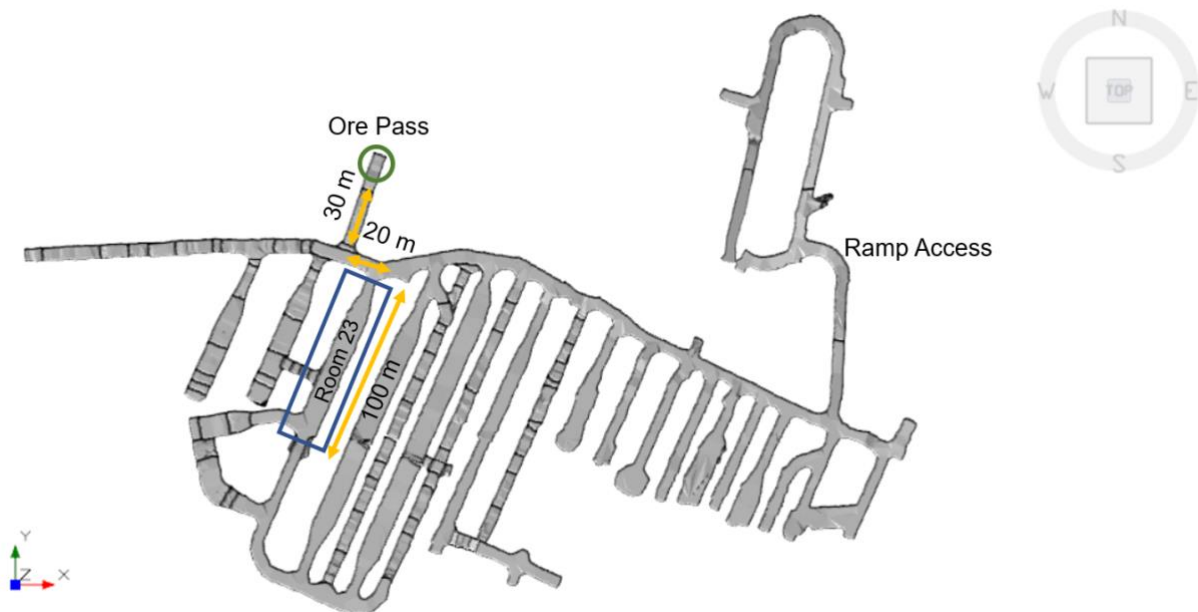 N
W
TOP
E
S
Ore Pass
30 m
20 m
Ramp Access
Room 23
100 m
Y
Z
X